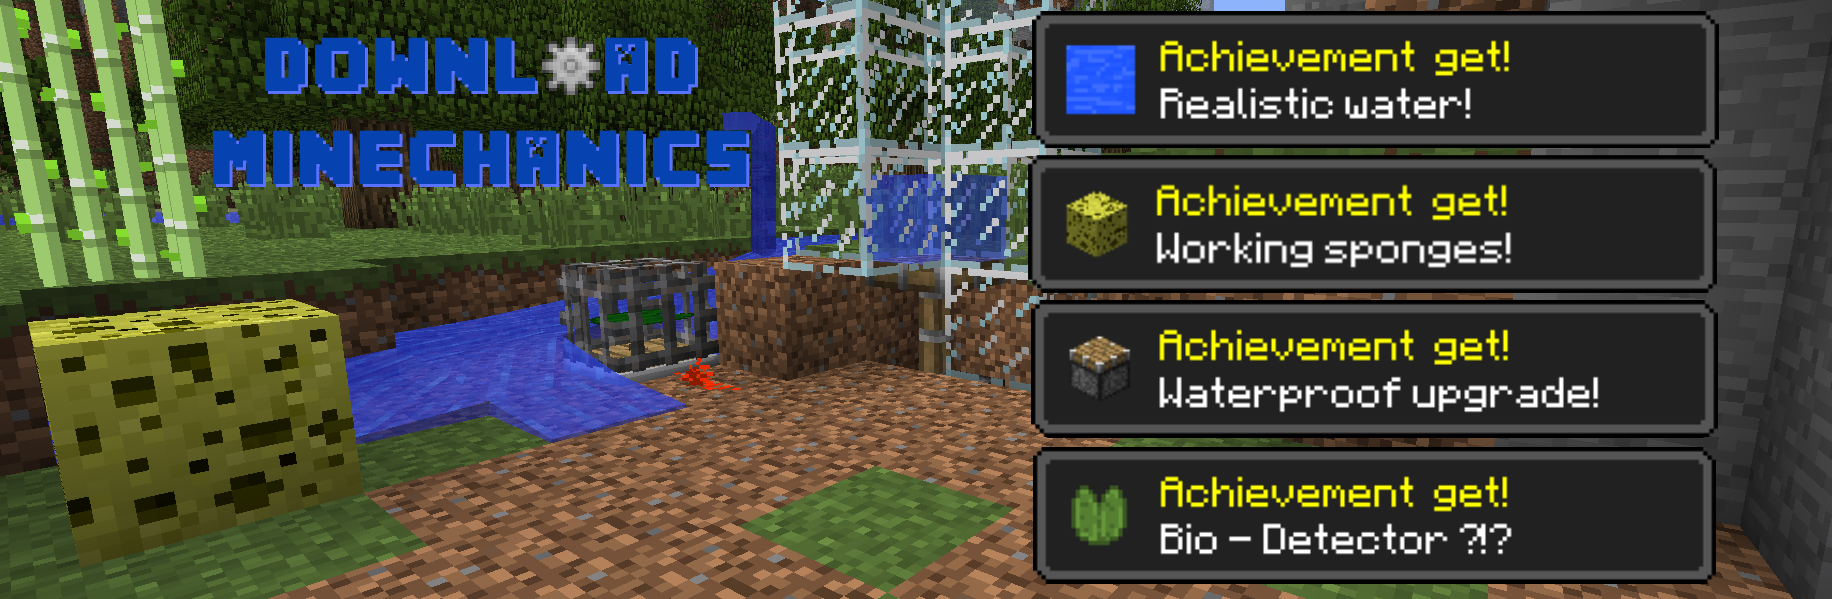 DOWNLOAD
MINECHANICS
Achievement get!
Realistic water!
Achievement get!
Working sponges!
Achievement get!
Waterproof upgrade!
Achievement get!
Bio - Detector ?!?